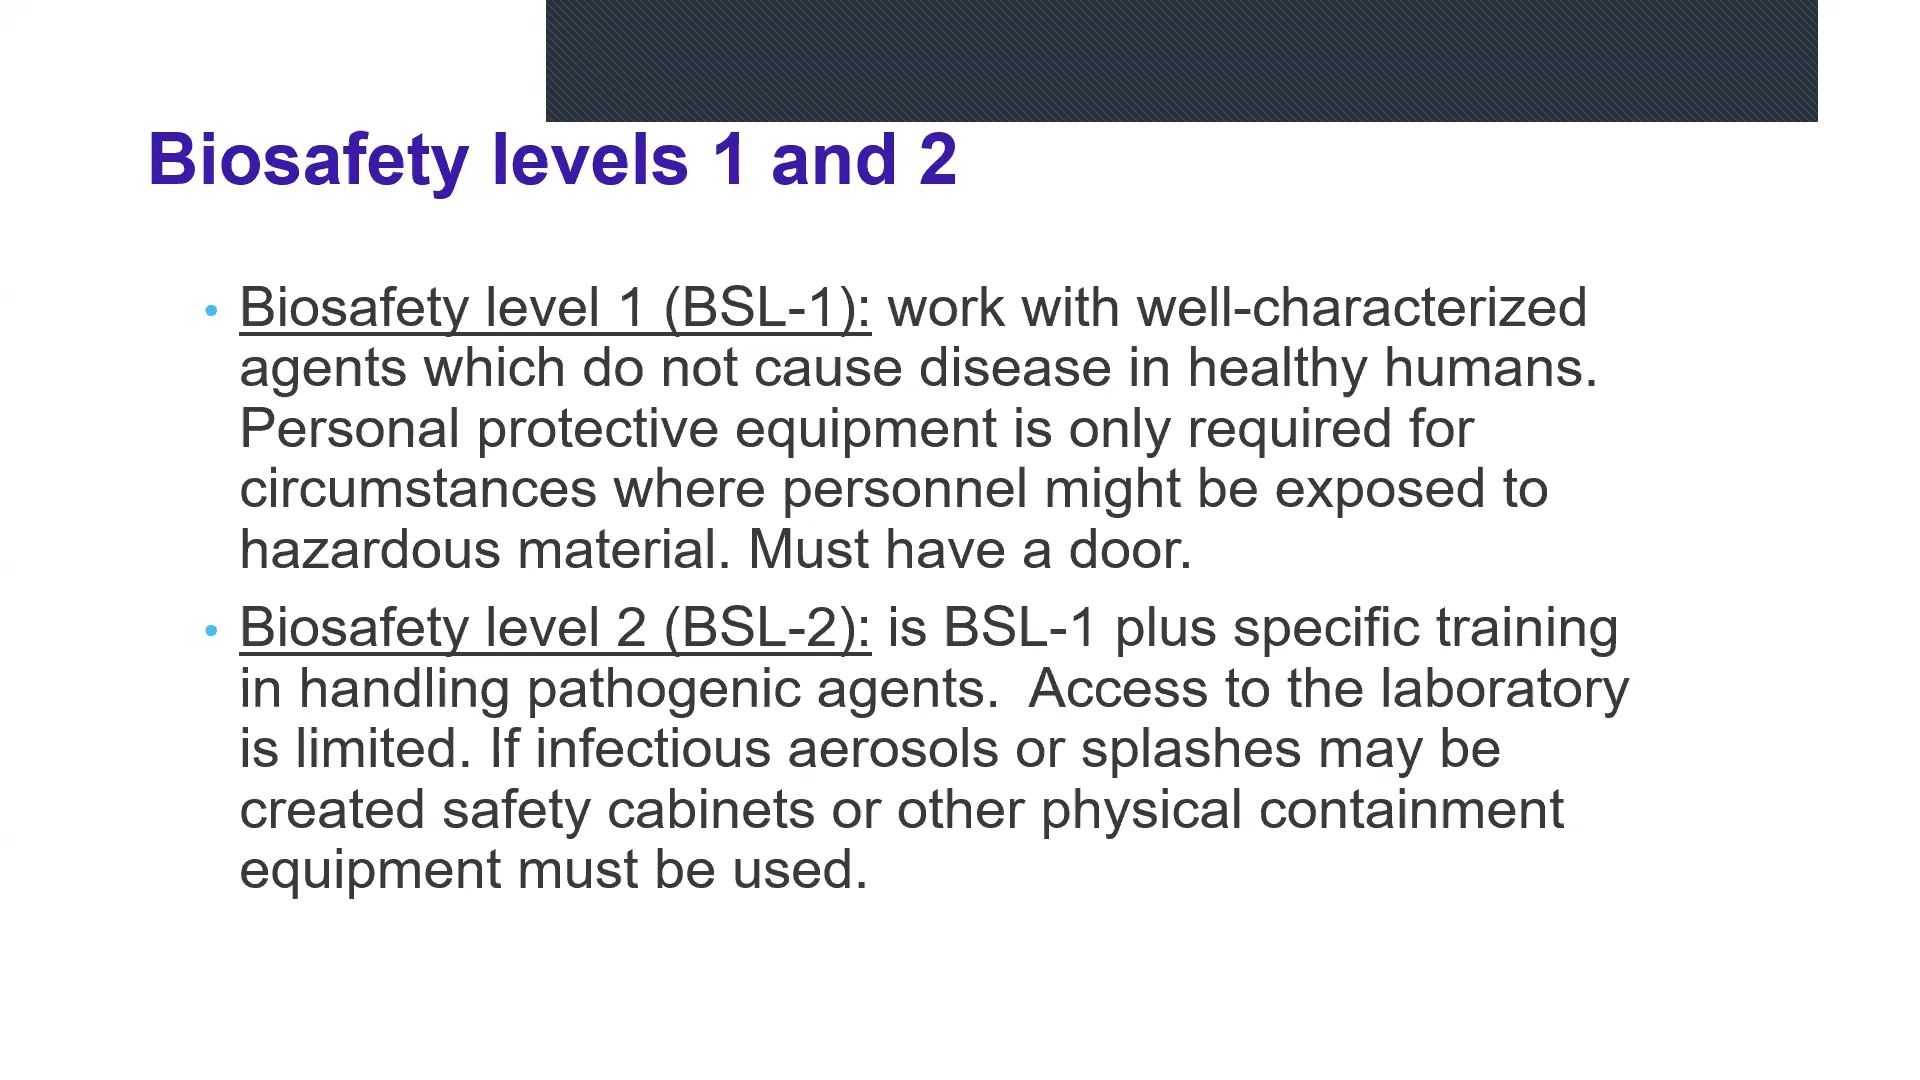 Biosafety levels 1 and 2
• Biosafety level 1 (BSL-1): work with well-characterized
agents which do not cause disease in healthy humans.
Personal protective equipment is only required for
circumstances where personnel might be exposed to
hazardous material. Must have a door.
• Biosafety level 2 (BSL-2): is BSL-1 plus specific training
in handling pathogenic agents.  Access to the laboratory
is limited. If infectious aerosols or splashes may be
created safety cabinets or other physical containment
equipment must be used.